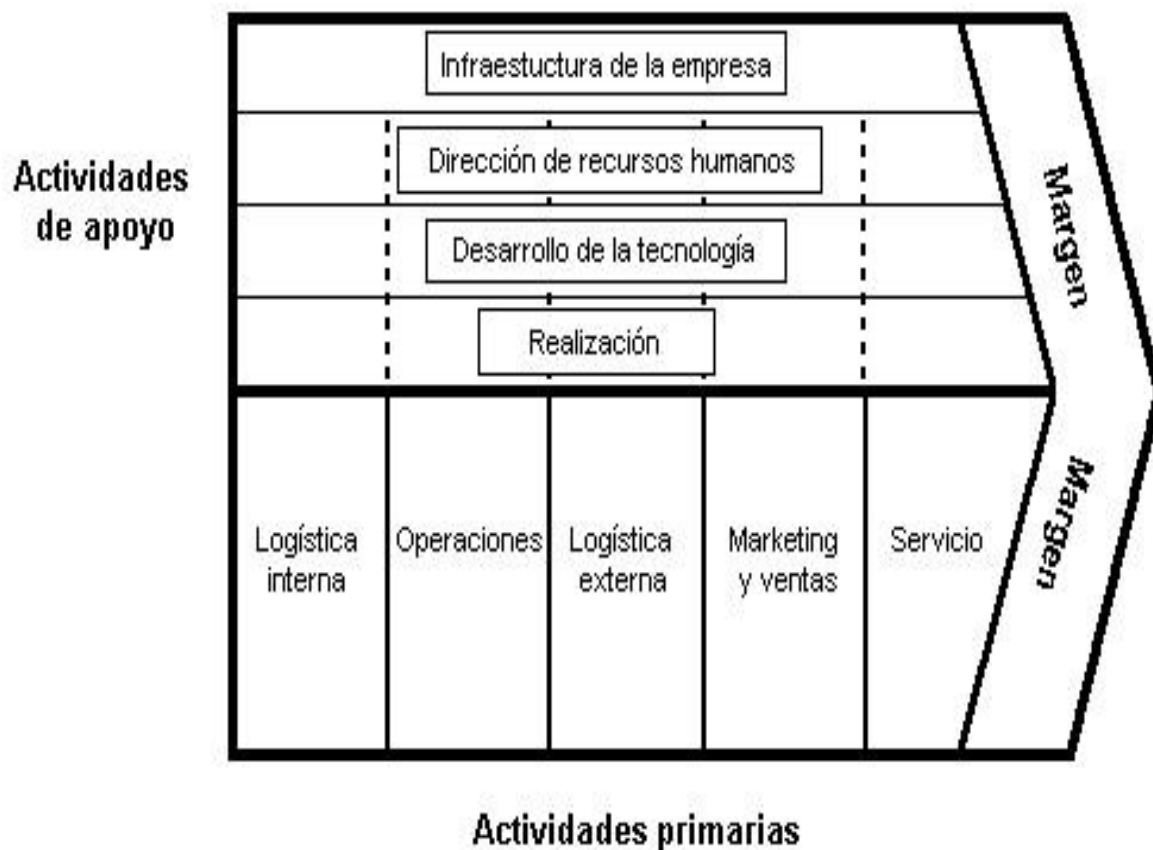 Infraestuctura de la empresa
Dirección de recursos humanos
Actividades
de apoyo
Desarrollo de la tecnología
Realización
Margen
Logística
interna
Operaciones
Logística
externa
Marketing
y ventas
Servicio
Margen
Actividades primarias